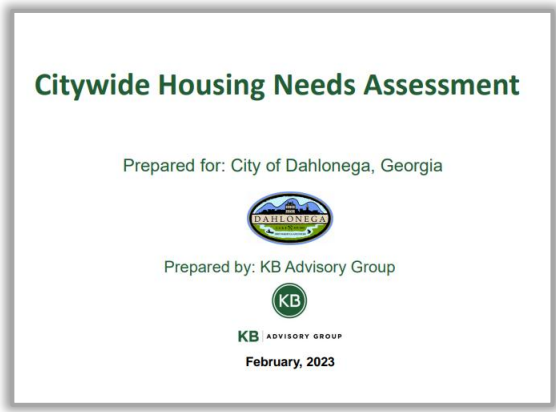 Citywide Housing Needs Assessment
Prepared for: City of Dahlonega, Georgia
DAHLONEGA
Prepared by: KB Advisory Group
KB
KB ADVISORY GROUP
February, 2023